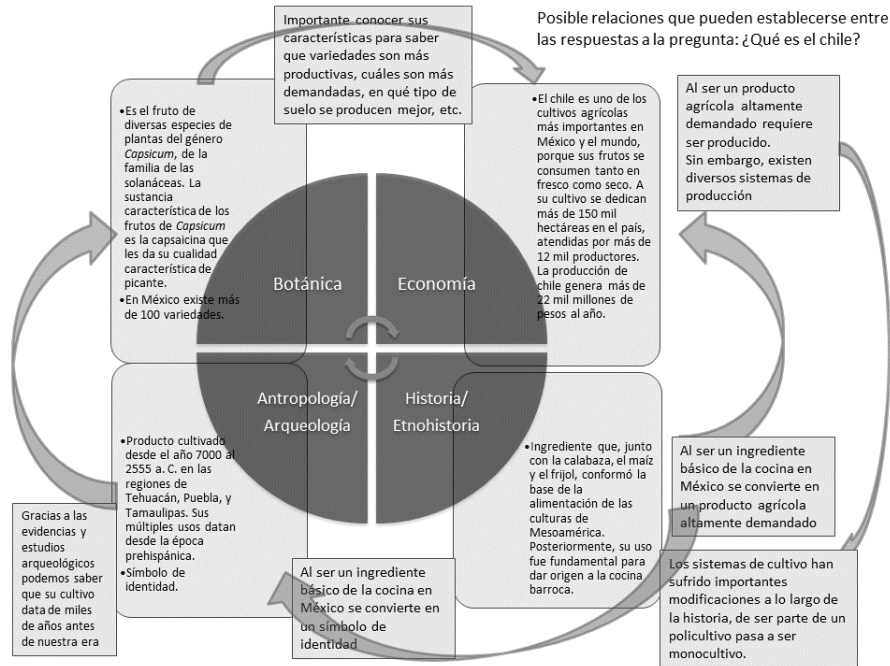 Posible relaciones que pueden establecerse entre
las respuestas a la pregunta: ¿Qué es el chile?
Importante conocer sus
características para saber
que variedades son más
productivas, cuáles son más
demandadas, en qué tipo de
suelo se producen mejor, etc.
•Es el fruto de
diversas especies de
plantas del género
Capsicum, de la
familia de las
solanáceas. La
sustancia
característica de los
frutos de Capsicum
es la capsaicina que
les da su cualidad
característica de
picante.
•En México existe más
de 100 variedades.
Botánica
Economía
•El chile es uno de los
cultivos agrícolas
más importantes en
México y el mundo,
porque sus frutos se
consumen tanto en
fresco como seco. A
su cultivo se dedican
más de 150 mil
hectáreas en el país,
atendidas por más de
12 mil productores.
La producción de
chile genera más de
22 mil millones de
pesos al año.
Al ser un producto
agrícola altamente
demandado requiere
ser producido.
Sin embargo, existen
diversos sistemas de
producción
Antropología/
Arqueología
Historia/
Etnohistoria
•Producto cultivado
desde el año 7000 al
2555 a. C. en las
regiones de
Tehuacán, Puebla, y
Tamaulipas. Sus
múltiples usos datan
desde la época
prehispánica.
•Símbolo de
identidad.
•Ingrediente que, junto
con la calabaza, el maíz
y el frijol, conformó la
base de la
alimentación de las
culturas de
Mesoamérica.
Posteriormente, su uso
fue fundamental para
dar origen a la cocina
barroca.
Al ser un ingrediente
básico de la cocina en
México se convierte en
un producto agrícola
altamente demandado
Gracias a las
evidencias y
estudios
arqueológicos
podemos saber
que su cultivo
data de miles
de años antes
de nuestra era
Al ser un ingrediente
básico de la cocina en
México se convierte en
un símbolo de
identidad
Los sistemas de cultivo han
sufrido importantes
modificaciones a lo largo de
la historia, de ser parte de un
policultivo pasa a ser
monocultivo.